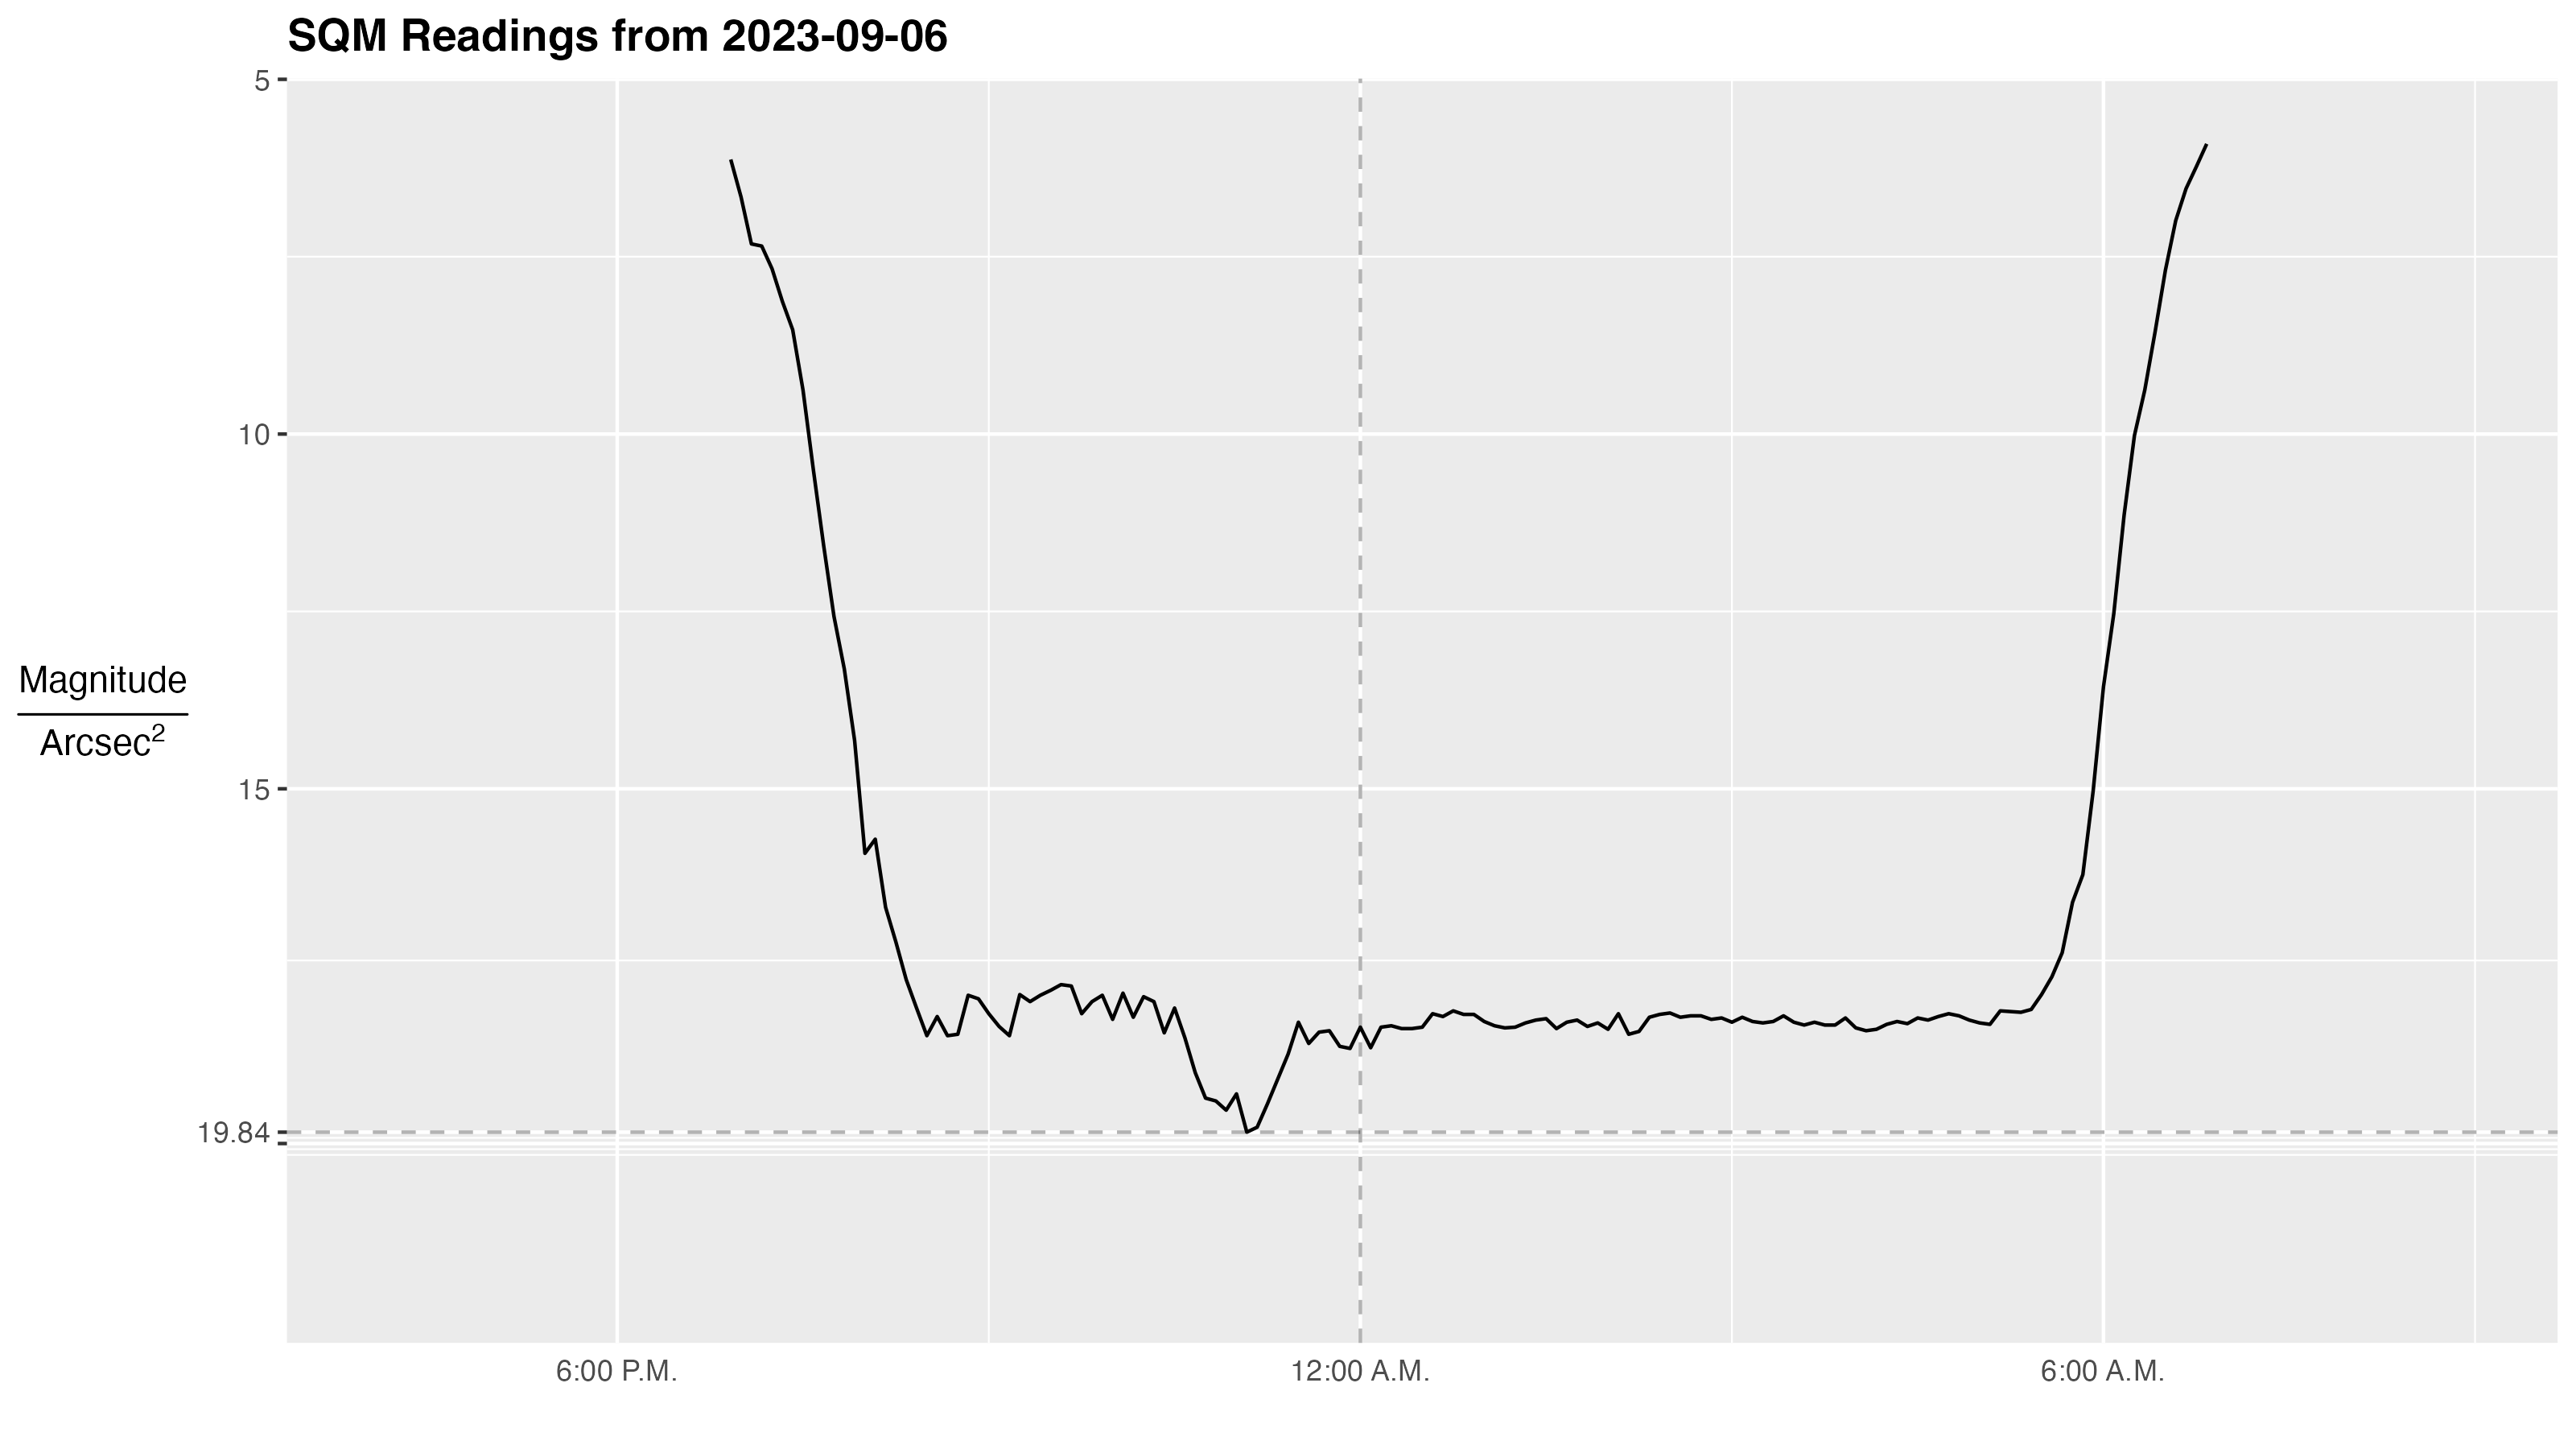 SQM Readings from 2023-09-06
5
10
15
19.84
Magnitude
Arcsec²
6:00 P.M.
12:00 A.M.
6:00 A.M.